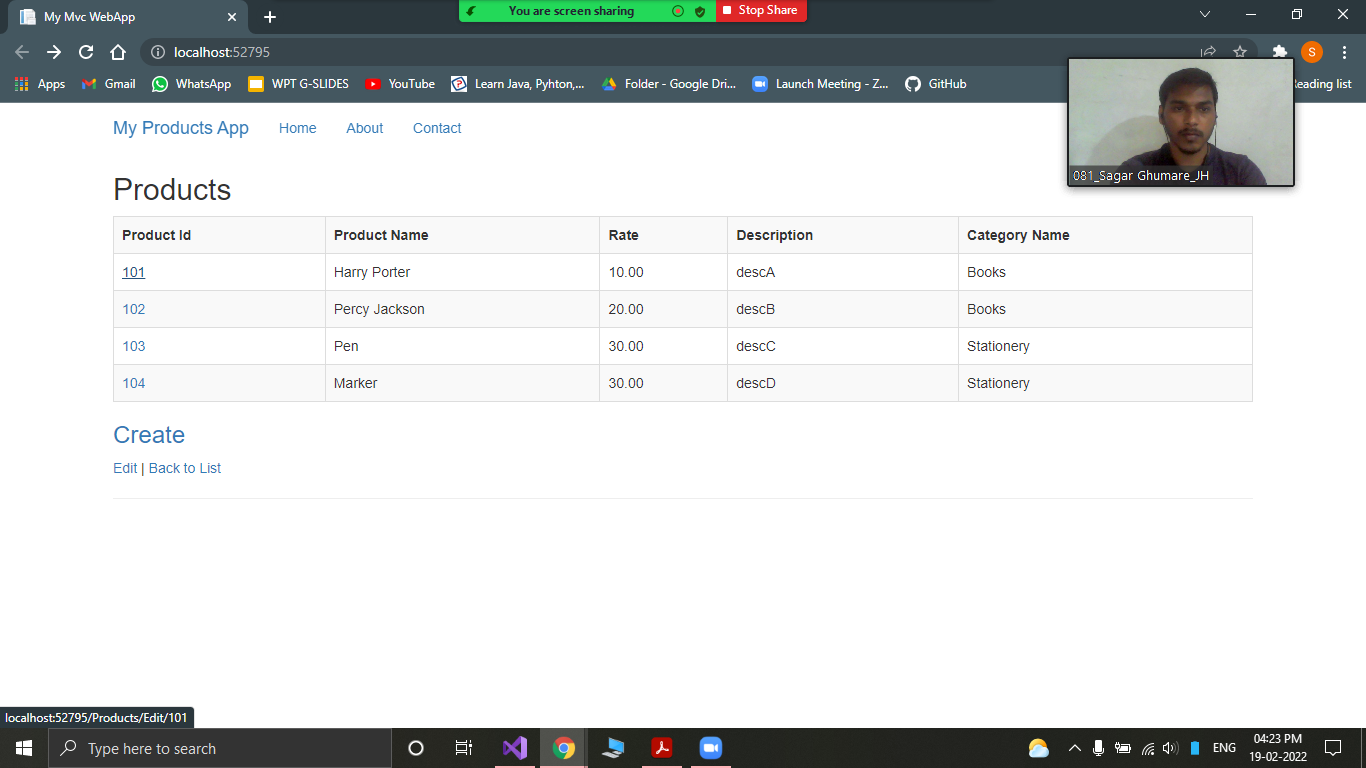 My Mvc WebApp
You are screen sharing
Stop Share
localhost:52795
S
Apps Gmail WhatsApp WPT G-SLIDES YouTube Learn Java, Pyhton,... Folder - Google Dri... Launch Meeting - Z... GitHub eading list
My Products App Home About Contact
081_Sagar Ghumare_JH
Products
Product Id Product Name Rate Description Category Name
101 Harry Porter 10.00 descA Books
102 Percy Jackson 20.00 descB Books
103 Pen 30.00 descC Stationery
104 Marker 30.00 descD Stationery
Create
Edit | Back to List
localhost:52795/Products/Edit/101
Type here to search
ENG
04:23 PM
19-02-2022